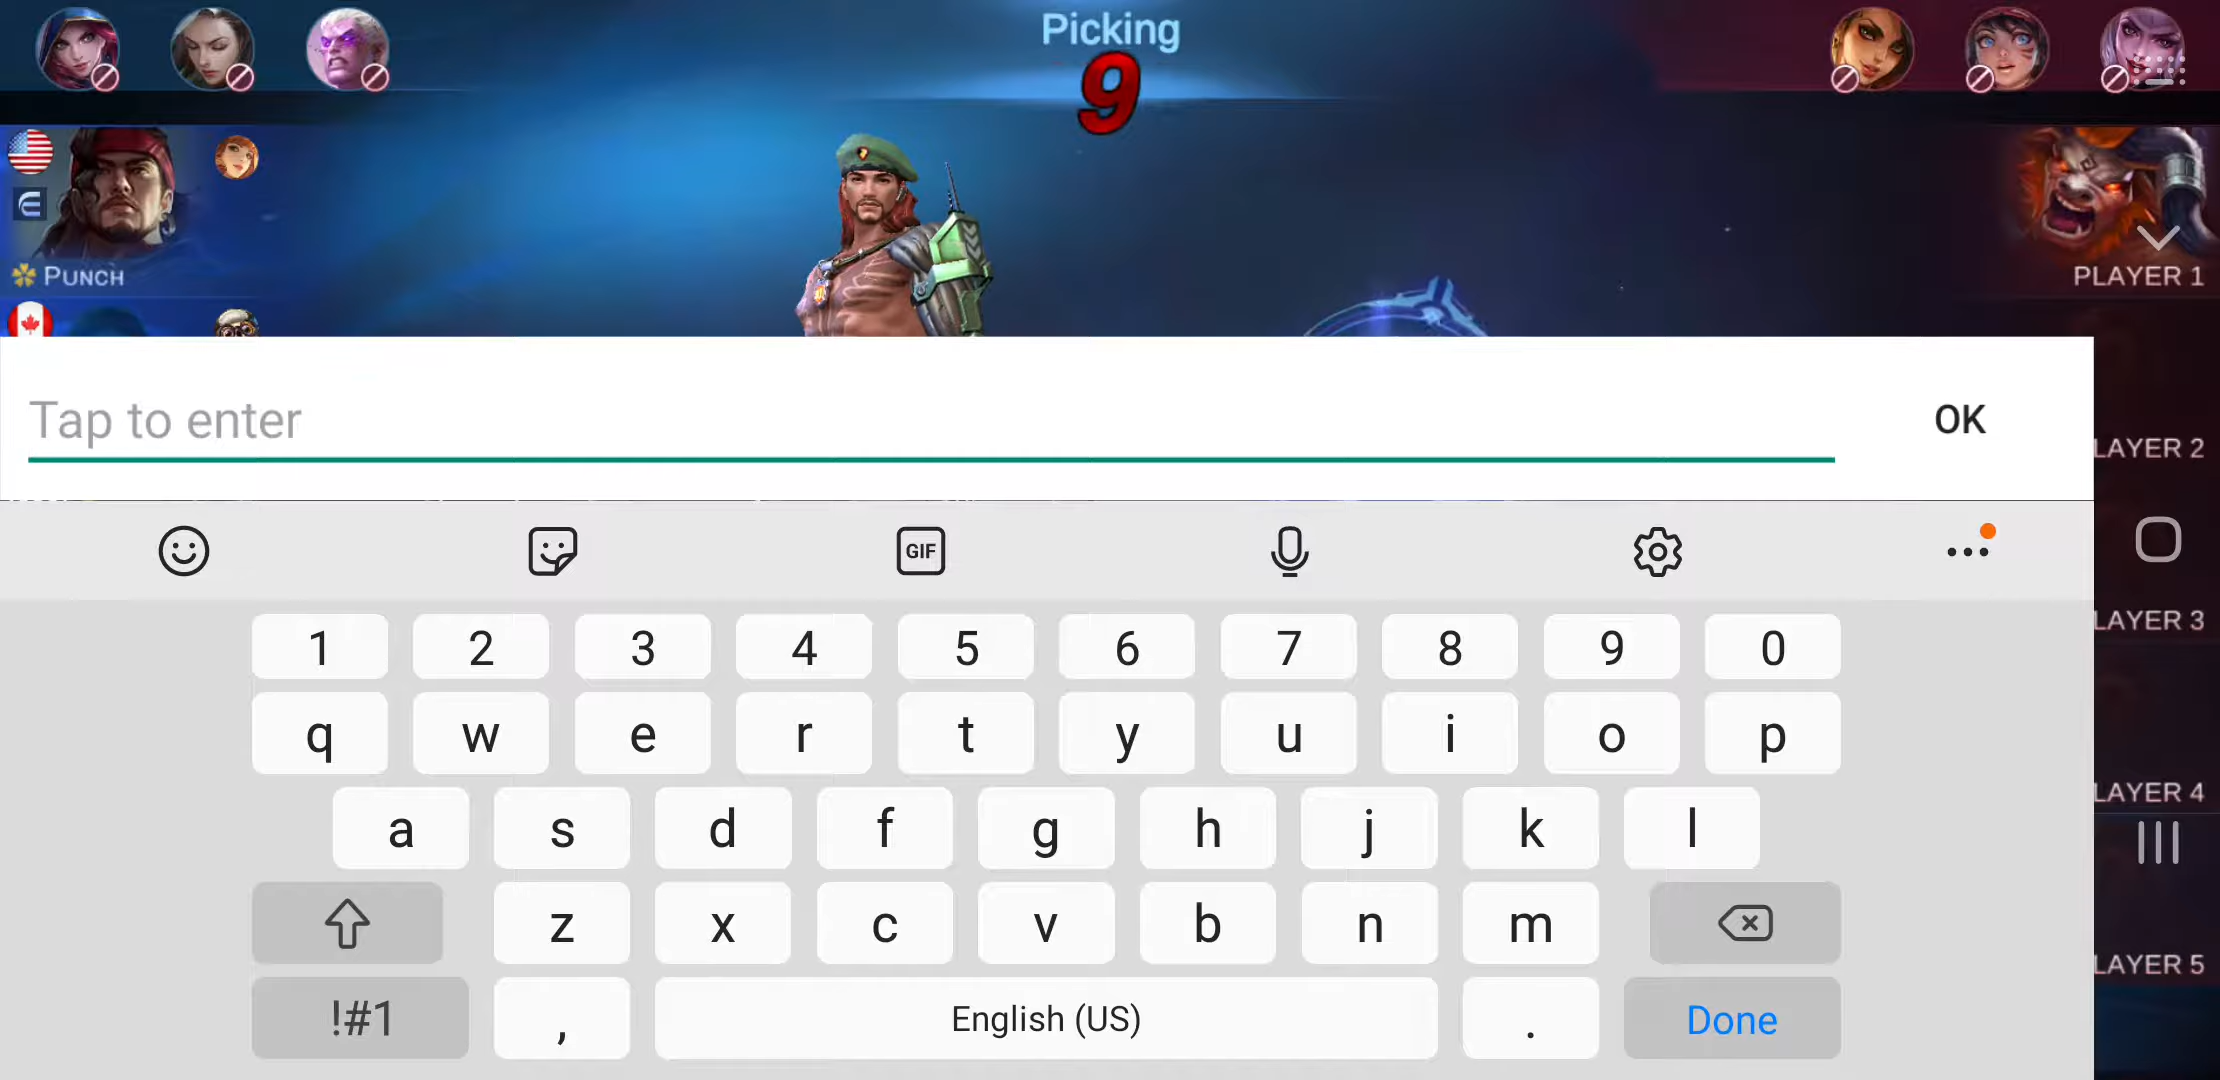 Picking
9
PUNCH
PLAYER 1
Tap to enter
OK
LAYER 2
GIF
LAYER 3
1 2 3 4 5 6 7 8 9 0
q w e r t y u i o p
LAYER 4
a s d f g h j k l
z x c v b n m
LAYER 5
!#1 , English (US) . Done